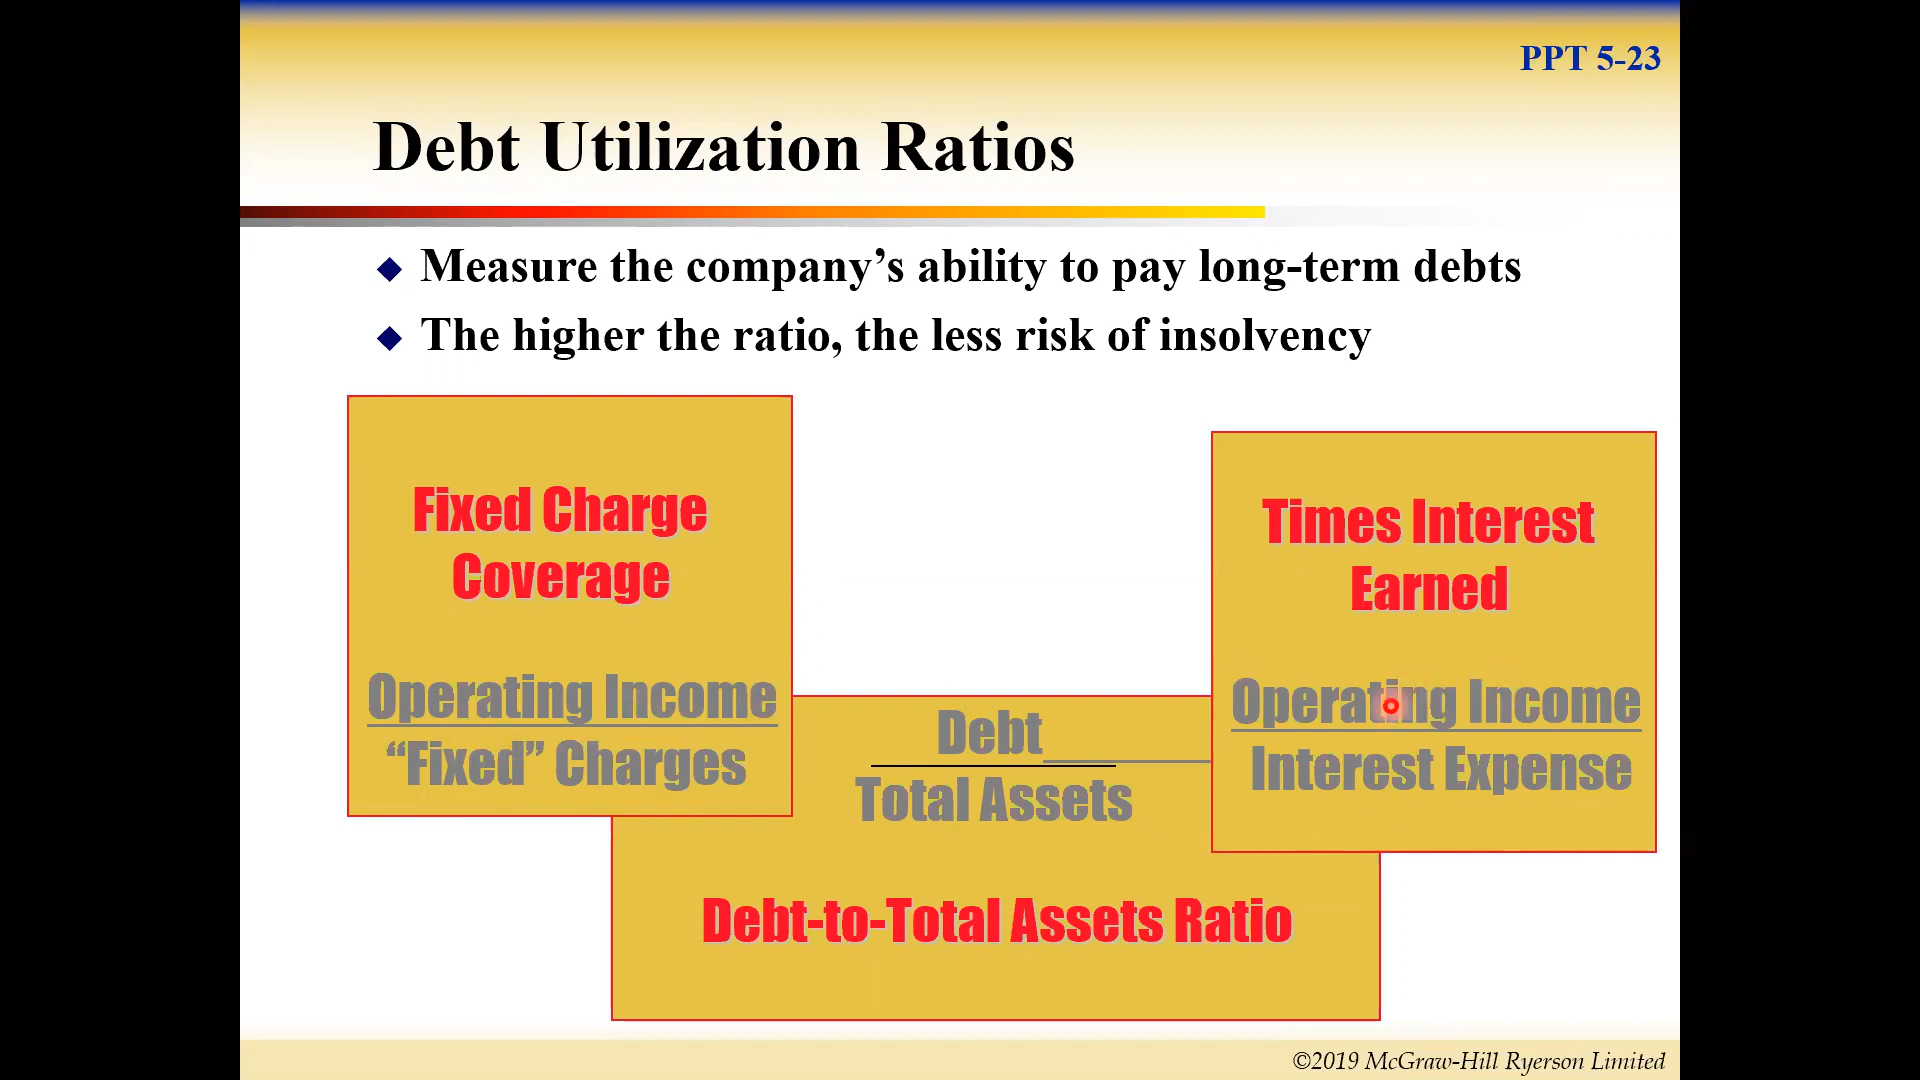 PPT 5-23
Debt Utilization Ratios
Measure the company’s ability to pay long-term debts
The higher the ratio, the less risk of insolvency
Fixed Charge
Coverage
Operating Income
“Fixed” Charges
Debt
Total Assets
Debt-to-Total Assets Ratio
Times Interest
Earned
Operating Income
Interest Expense
©2019 McGraw-Hill Ryerson Limited